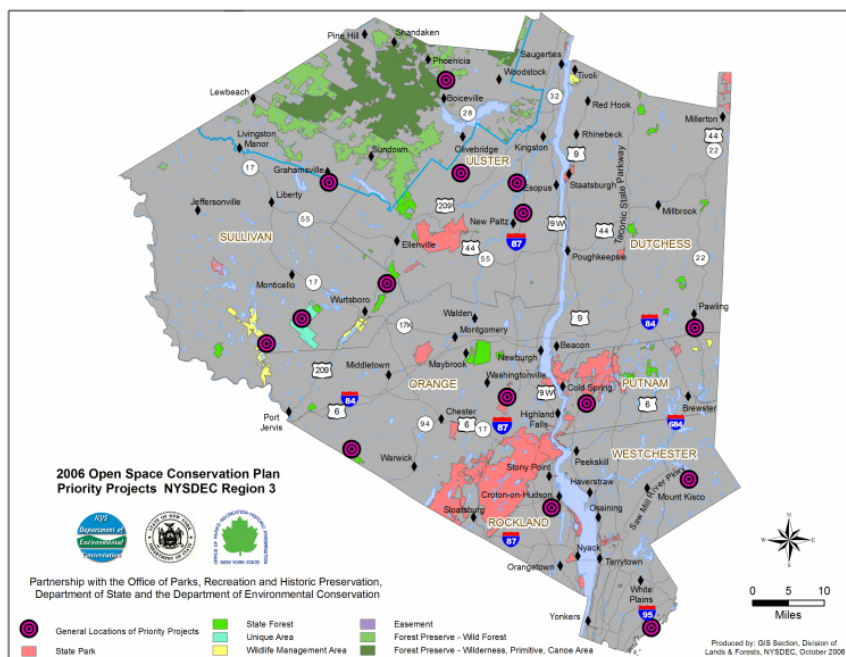 Pine Hill
Shandaken
Phoenicia
Saugerties
Tivoli
Woodstock
Lewbeach
Boiceville
32
Red Hook
28
Millerton
Livingston
Manor
Olivebridge
Kingston
Rhinebeck
44
Sundown
ULSTER
9
22
17
Grahamsville
Esopus
Staatsburgh
Taconic State Parkway
Jeffersonville
Liberty
209
Millbrook
55
New Paltz
9W
44
SULLIVAN
Ellenville
87
DUTCHESS
44
55
Poughkeepsie
22
Monticello
17
Wurtsboro
Walden
9
84
Pawling
17K
Montgomery
Newburgh
Beacon
Maybrook
209
Middletown
ORANGE
Washingtonville
9W
Cold Spring
PUTNAM
84
6
Brewster
6
Port
Jervis
94
Chester
6
17
87
Highland
Falls
684
WESTCHESTER
Warwick
Peekskill
Stony Point
Haverstraw
Saw Mill River Pkwy
Mount Kisco
Croton-on-Hudson
Ossining
Sloatsburg
ROCKLAND
87
Nyack
Orangetown
Tarrytown
White
Plains
95
Yonkers
2006 Open Space Conservation Plan
Priority Projects NYSDEC Region 3
NYS
Department of
Environmental
Conservation
Partnership with the Office of Parks, Recreation and Historic Preservation,
Department of State and the Department of Environmental Conservation
General Locations of Priority Projects
State Park
State Forest
Unique Area
Wildlife Management Area
Easement
Forest Preserve - Wild Forest
Forest Preserve - Wilderness, Primitive, Canoe Area
N
W
E
S
0 5 10
Miles
Produced by: GIS Section, Division of
Lands & Forests, NYSDEC, October 2006